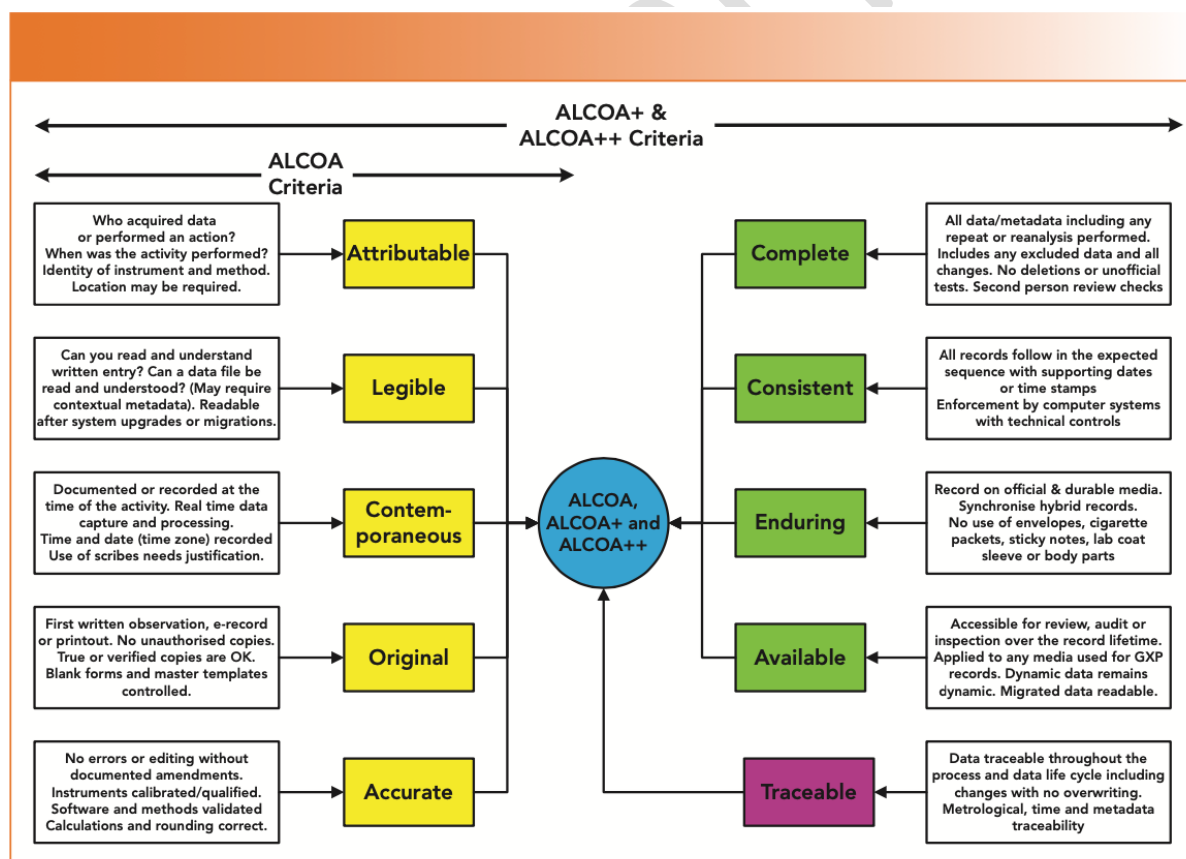 ALCOA+ &
ALCOA++ Criteria
ALCOA
Criteria
Who acquired data
or performed an action?
When was the activity performed?
Identity of instrument and method.
Location may be required.
Attributable
Complete
All data/metadata including any
repeat or reanalysis performed.
Includes any excluded data and all
changes. No deletions or unofficial
tests. Second person review checks
Can you read and understand
written entry? Can a data file be
read and understood? (May require
contextual metadata). Readable
after system upgrades or migrations.
Legible
Consistent
All records follow in the expected
sequence with supporting dates
or time stamps
Enforcement by computer systems
with technical controls
Documented or recorded at the
time of the activity. Real time data
capture and processing.
Time and date (time zone) recorded
Use of scribes needs justification.
Contem-
poraneous
ALCOA,
ALCOA+ and
ALCOA++
Enduring
Record on official & durable media.
Synchronise hybrid records.
No use of envelopes, cigarette
packets, sticky notes, lab coat
sleeve or body parts
First written observation, e-record
or printout. No unauthorised copies.
True or verified copies are OK.
Blank forms and master templates
controlled.
Original
Available
Accessible for review, audit or
inspection over the record lifetime.
Applied to any media used for GXP
records. Dynamic data remains
dynamic. Migrated data readable.
No errors or editing without
documented amendments.
Instruments calibrated/qualified.
Software and methods validated
Calculations and rounding correct.
Accurate
Traceable
Data traceable throughout the
process and data life cycle including
changes with no overwriting.
Metrological, time and metadata
traceability